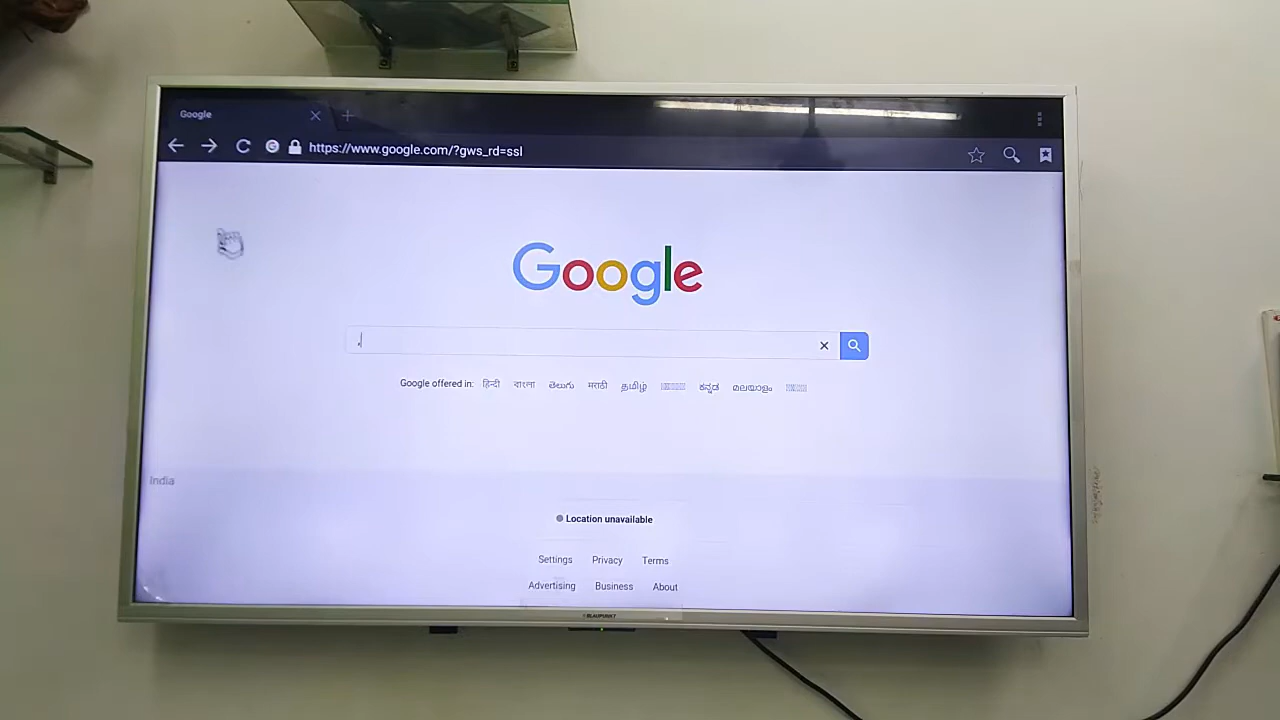 Google
https://www.google.com/?gws_rd=ssl
Google
.
Google offered in: हिन्दी বাংলা తెలుగు मराठी தமிழ் ಕನ್ನಡ മലയാളം
India
Location unavailable
Settings Privacy Terms
Advertising Business About
BLAUPUNKT